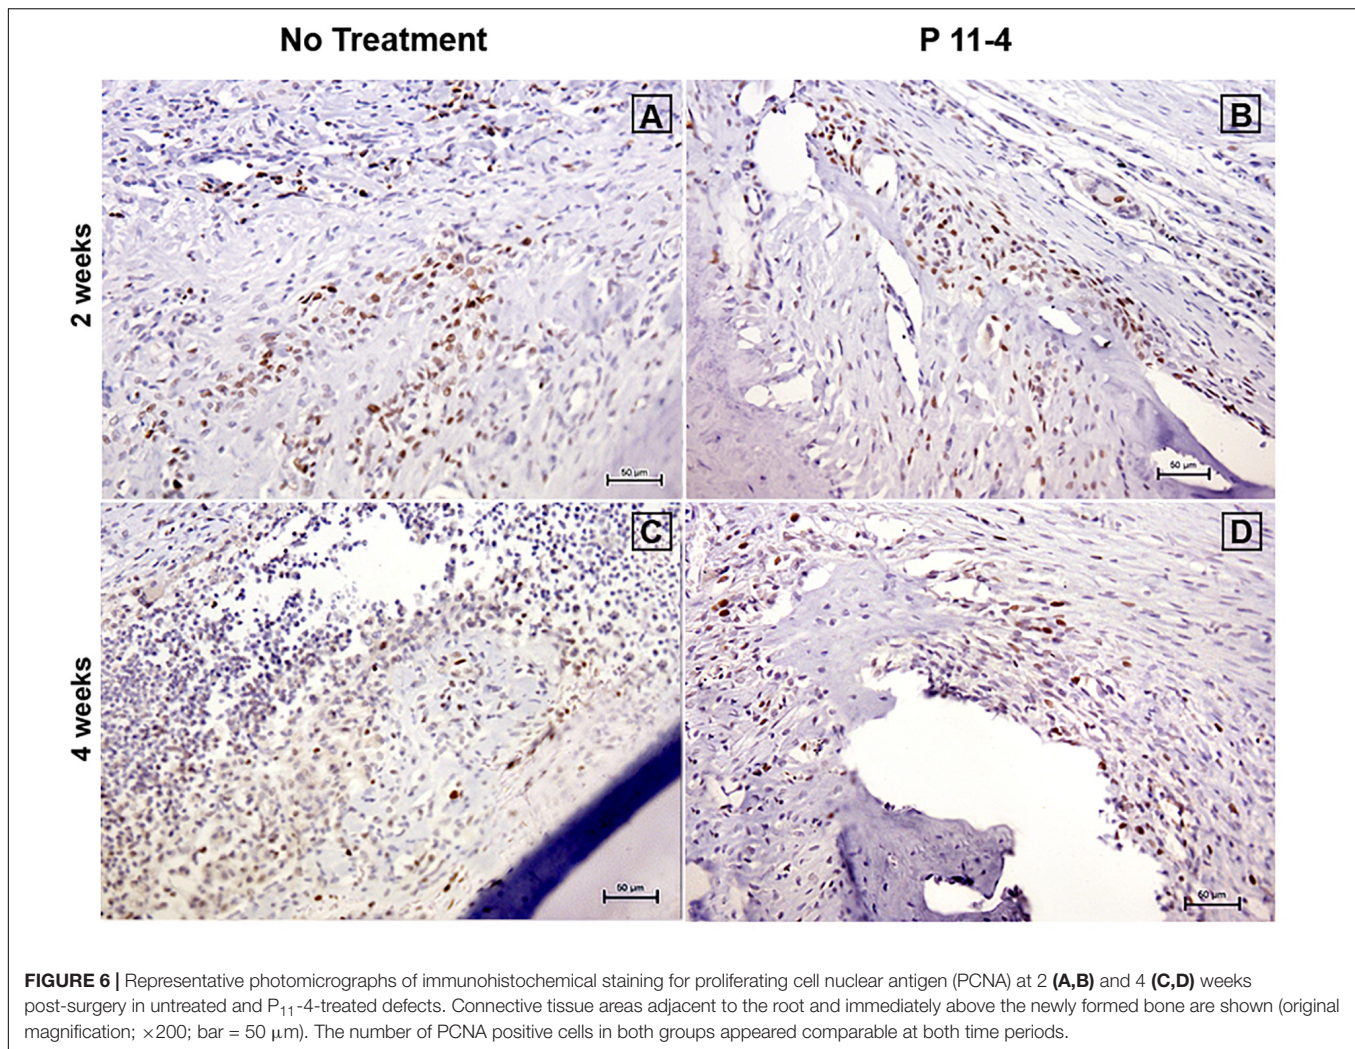 No Treatment
P 11-4
2 weeks
A
50 µm
B
50 µm
4 weeks
C
50 µm
D
50 µm
FIGURE 6 | Representative photomicrographs of immunohistochemical staining for proliferating cell nuclear antigen (PCNA) at 2 (A,B) and 4 (C,D) weeks
post-surgery in untreated and P₁₁-4-treated defects. Connective tissue areas adjacent to the root and immediately above the newly formed bone are shown (original
magnification; ×200; bar = 50 µm). The number of PCNA positive cells in both groups appeared comparable at both time periods.